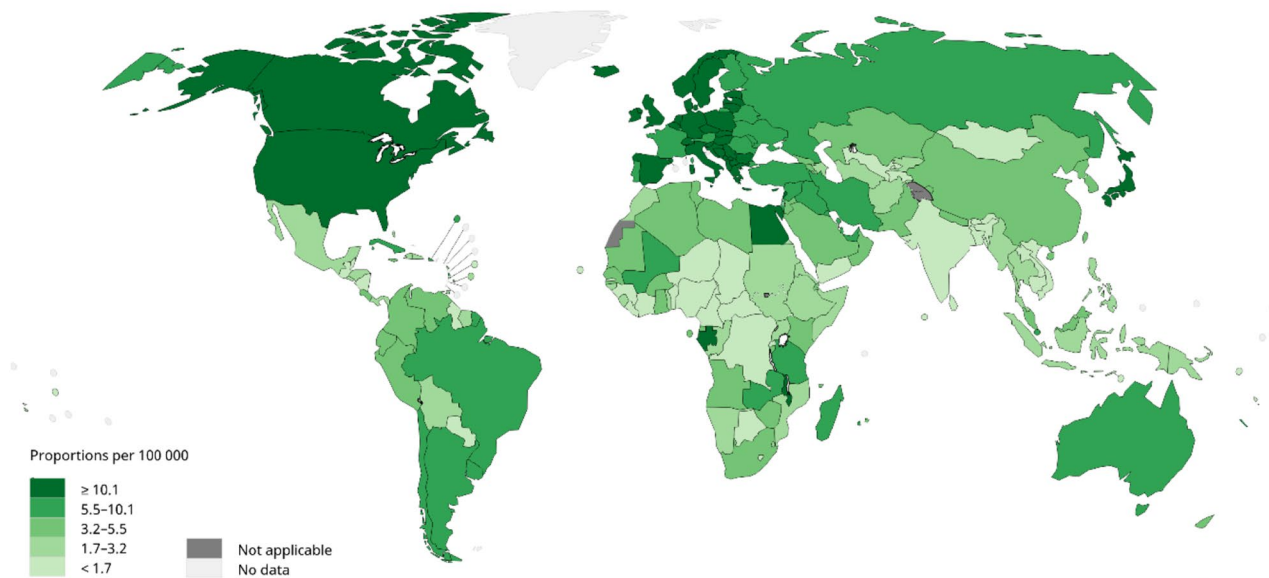 Proportions per 100 000
≥ 10.1
5.5–10.1
3.2–5.5
1.7–3.2
< 1.7
Not applicable
No data